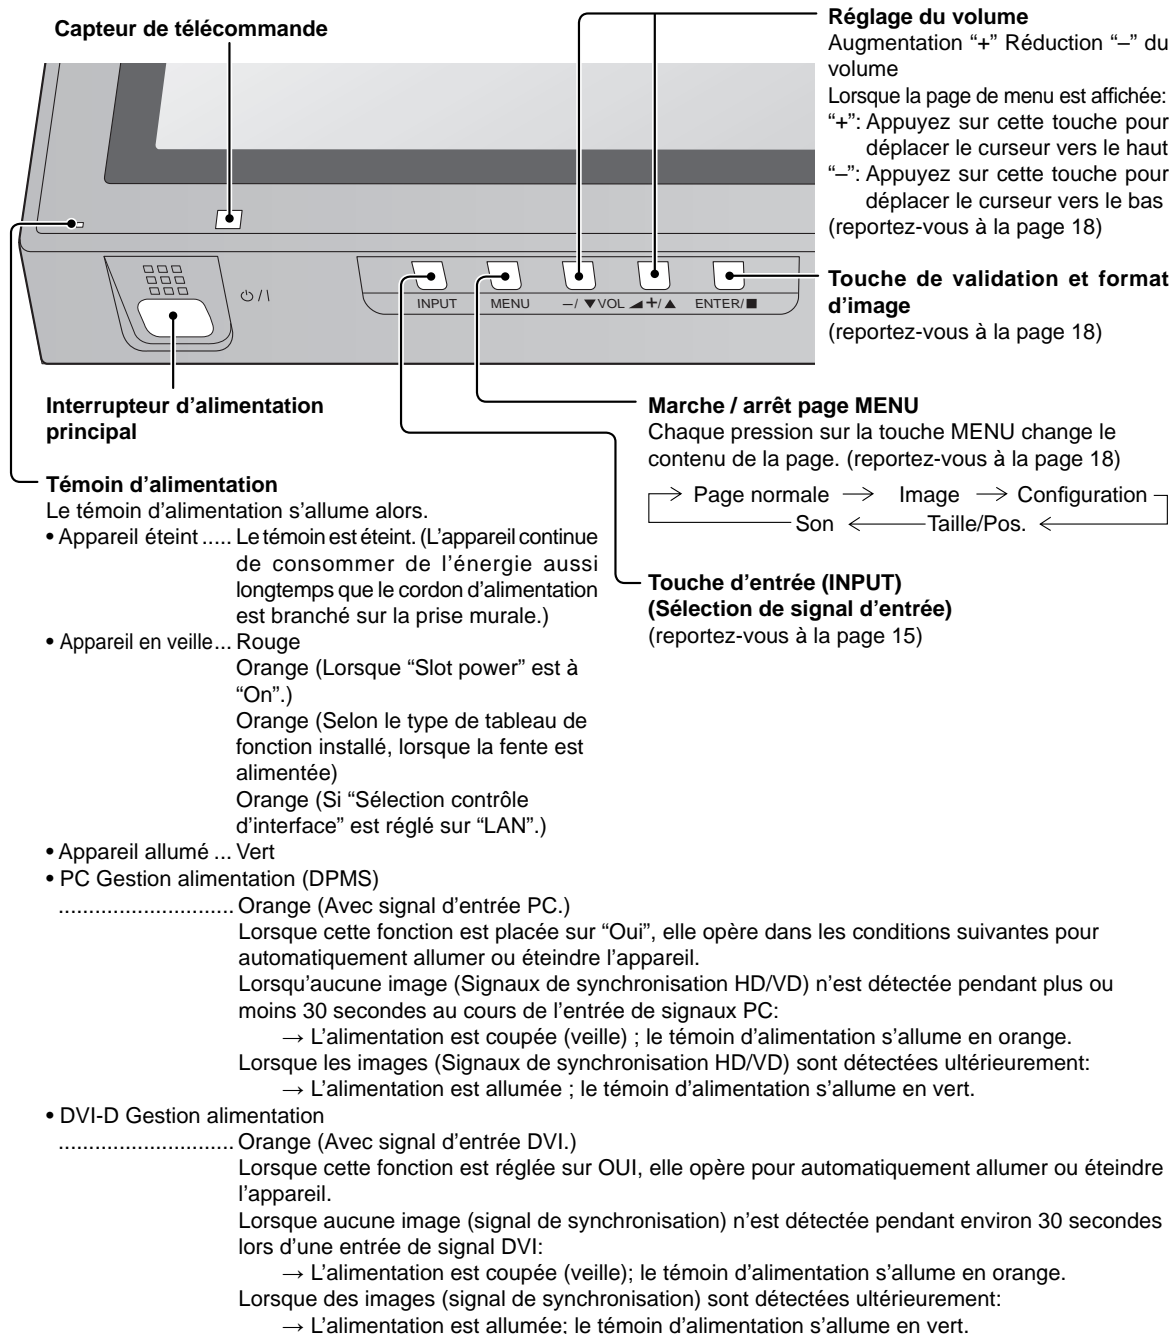 Capteur de télécommande
Réglage du volume
Augmentation “+” Réduction “–” du
volume
Lorsque la page de menu est affichée:
“+”: Appuyez sur cette touche pour
déplacer le curseur vers le haut
“–”: Appuyez sur cette touche pour
déplacer le curseur vers le bas
(reportez-vous à la page 18)
INPUT MENU –/ ▼VOL ◢ +/▲ ENTER/■
⏻ / I
Touche de validation et format
d’image
(reportez-vous à la page 18)
Interrupteur d’alimentation
principal
Marche / arrêt page MENU
Chaque pression sur la touche MENU change le
contenu de la page. (reportez-vous à la page 18)
Page normale → Image → Configuration
Son ← Taille/Pos. ←
Touche d’entrée (INPUT)
(Sélection de signal d’entrée)
(reportez-vous à la page 15)
Témoin d’alimentation
Le témoin d’alimentation s’allume alors.
• Appareil éteint ..... Le témoin est éteint. (L’appareil continue
de consommer de l’énergie aussi
longtemps que le cordon d’alimentation
est branché sur la prise murale.)
• Appareil en veille... Rouge
Orange (Lorsque “Slot power” est à
“On”.)
Orange (Selon le type de tableau de
fonction installé, lorsque la fente est
alimentée)
Orange (Si “Sélection contrôle
d’interface” est réglé sur “LAN”.)
• Appareil allumé ... Vert
• PC Gestion alimentation (DPMS)
............................ Orange (Avec signal d’entrée PC.)
Lorsque cette fonction est placée sur “Oui”, elle opère dans les conditions suivantes pour
automatiquement allumer ou éteindre l’appareil.
Lorsqu’aucune image (Signaux de synchronisation HD/VD) n’est détectée pendant plus ou
moins 30 secondes au cours de l’entrée de signaux PC:
→ L’alimentation est coupée (veille) ; le témoin d’alimentation s’allume en orange.
Lorsque les images (Signaux de synchronisation HD/VD) sont détectées ultérieurement:
→ L’alimentation est allumée ; le témoin d’alimentation s’allume en vert.
• DVI-D Gestion alimentation
............................ Orange (Avec signal d’entrée DVI.)
Lorsque cette fonction est réglée sur OUI, elle opère pour automatiquement allumer ou éteindre
l’appareil.
Lorsque aucune image (signal de synchronisation) n’est détectée pendant environ 30 secondes
lors d’une entrée de signal DVI:
→ L’alimentation est coupée (veille); le témoin d’alimentation s’allume en orange.
Lorsque des images (signal de synchronisation) sont détectées ultérieurement:
→ L’alimentation est allumée; le témoin d’alimentation s’allume en vert.